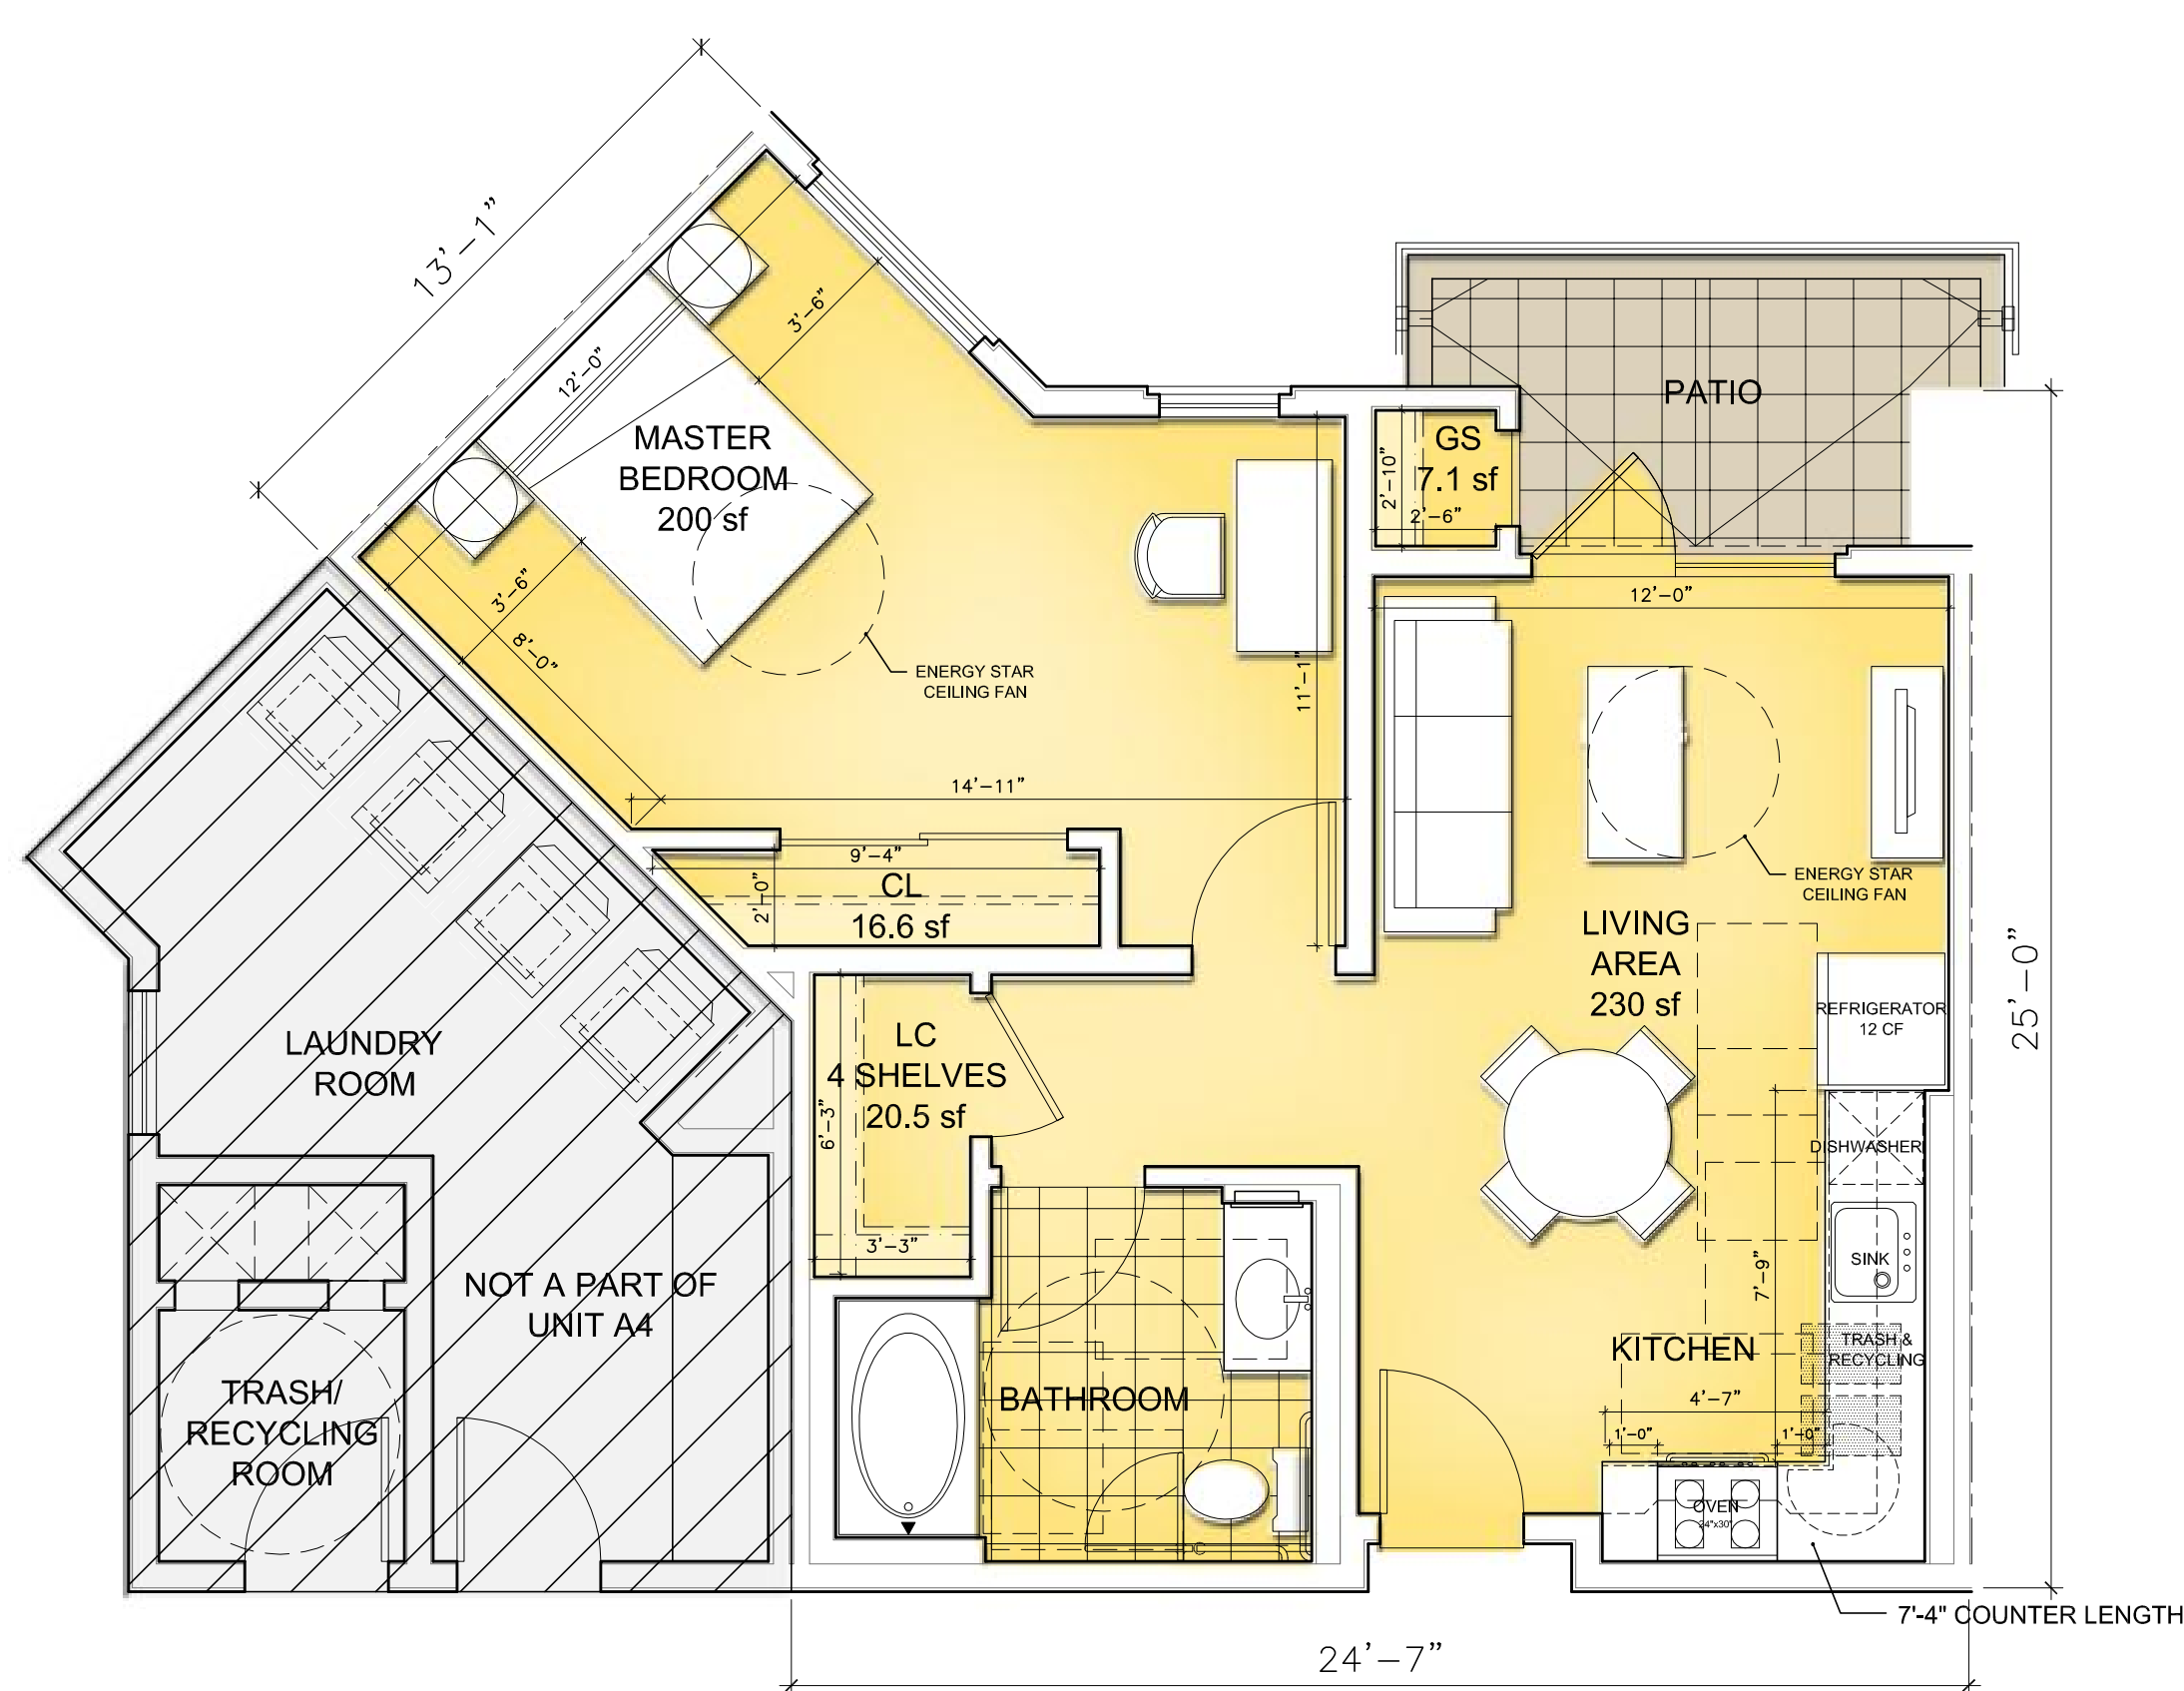 13'-1"
3'-6"
12'-0"
MASTER
BEDROOM
200 sf
3'-6"
8'-0"
ENERGY STAR
CEILING FAN
11'-1"
14'-11"
9'-4"
2'-0"
CL
16.6 sf
PATIO
GS
7.1 sf
2'-10"
2'-6"
12'-0"
ENERGY STAR
CEILING FAN
LIVING
AREA
230 sf
REFRIGERATOR
12 CF
25'-0"
LC
4 SHELVES
20.5 sf
6'-3"
3'-3"
LAUNDRY
ROOM
NOT A PART OF
UNIT A4
TRASH/
RECYCLING
ROOM
BATHROOM
DISHWASHER
SINK
7'-9"
TRASH &
RECYCLING
KITCHEN
4'-7"
1'-0"
1'-0"
OVEN
24"x30"
7'-4" COUNTER LENGTH
24'-7"